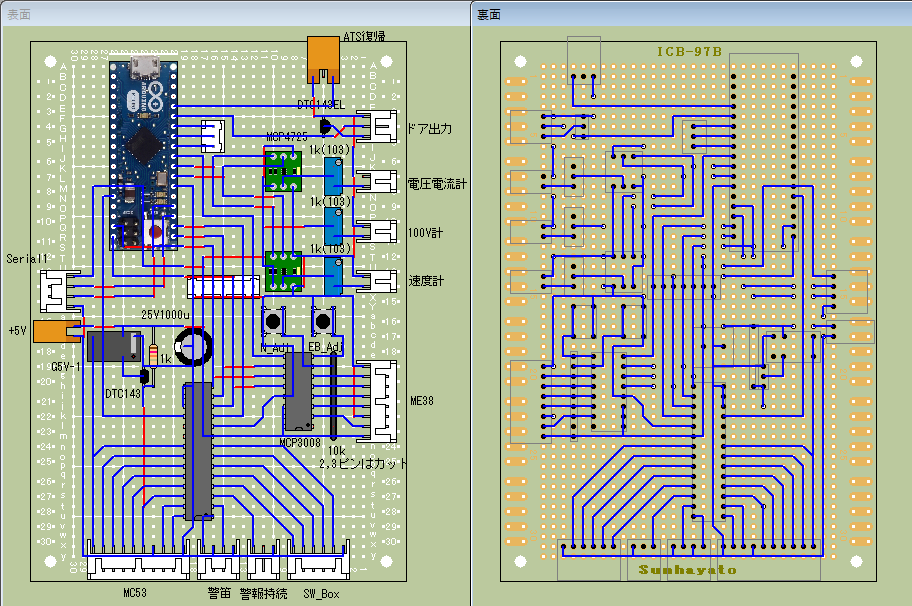 表面
裏面
ATS復帰
ICB-97B
DTC143EL
ドア出力
MCP4725
1k(103)
電圧電流計
1k(103)
100V計
1k(103)
Serial1
速度計
25V1000u
+5V
1k
G5V-1
N_Adj
EB_Adj
DTC143
ME38
MCP3008
10k
2,3ピンはカット
MC53
警笛
警報持続
SW_Box
Sunhayato